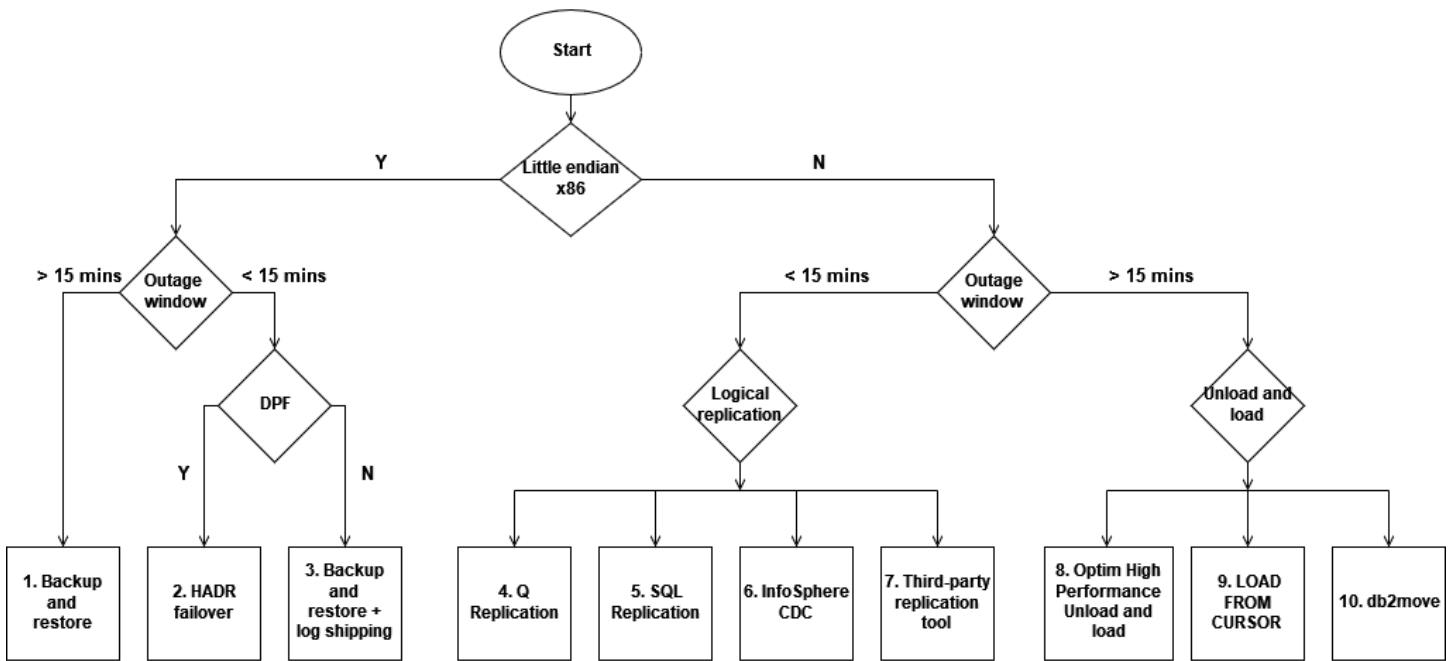 Start
Little endian
x86
Y
N
Outage
window
> 15 mins
< 15 mins
Outage
window
< 15 mins
> 15 mins
DPF
Y
N
Logical
replication
Unload and
load
1. Backup
and
restore
2. HADR
failover
3. Backup
and
restore +
log shipping
4. Q
Replication
5. SQL
Replication
6. InfoSphere
CDC
7. Third-party
replication
tool
8. Optim High
Performance
Unload and
load
9. LOAD
FROM
CURSOR
10. db2move